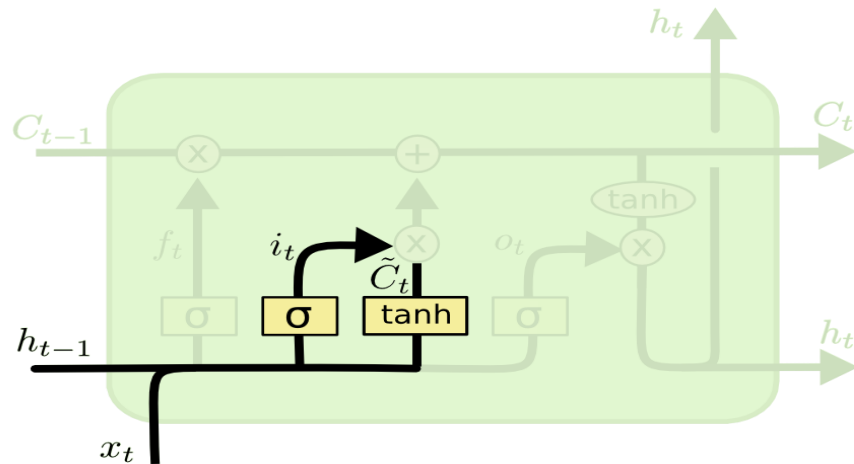 h_t
C_{t-1}
C_t
x
+
tanh
f_t
i_t
x
o_t
x
C̃_t
σ
σ
tanh
σ
h_{t-1}
h_t
x_t